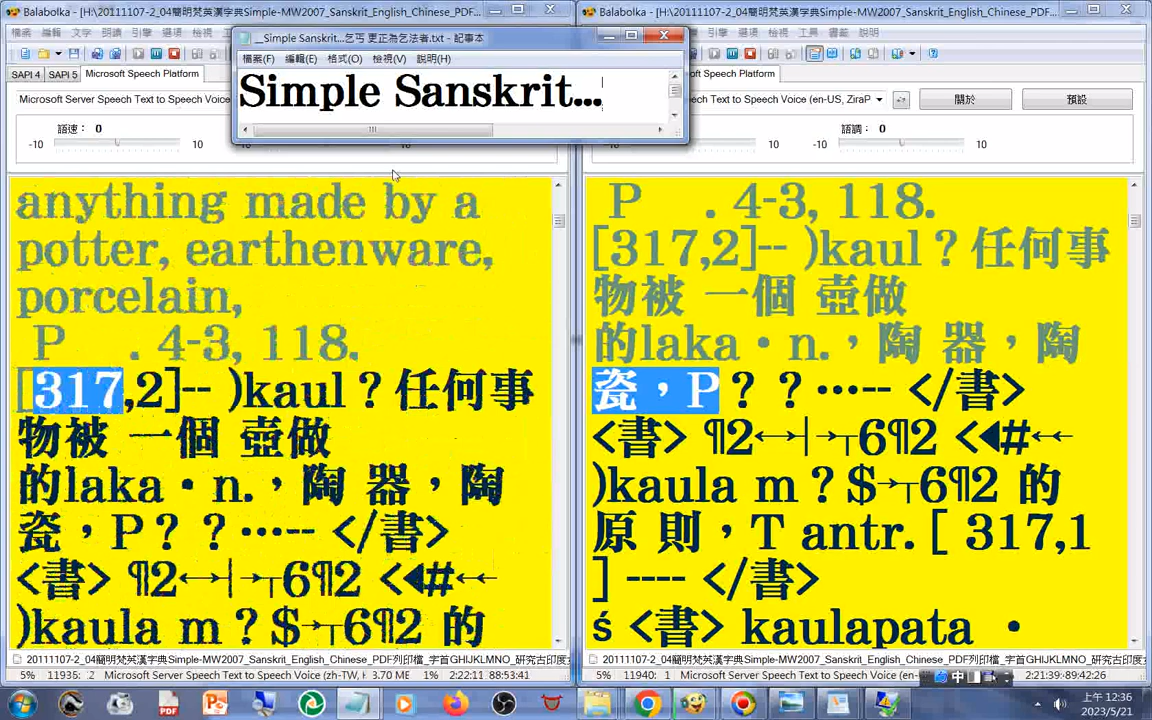 Balabolka - [H:\20111107-2_04簡明梵英漢字典Simple-MW2007_Sanskrit_English_Chinese_PDF...
Balabolka - [H:\20111107-2_04簡明梵英漢字典Simple-MW2007_Sanskrit_English_Chinese_PDF列印檔...
__Simple Sanskrit...乞丐 更正為乞法者.txt - 記事本
檔案(F) 編輯(E) 格式(O) 檢視(V) 說明(H)
Simple Sanskrit...
SAPI 4 SAPI 5 Microsoft Speech Platform
Microsoft Server Speech Text to Speech Voice
語速： 0
-10 10
Speech Platform
ech Text to Speech Voice (en-US, ZiraP
關於 預設
語調： 0
-10 10
anything made by a
potter, earthenware,
porcelain,
P . 4-3, 118.
[317,2]-- )kaul？任何事
物被 一個 壺做
的laka‧n.，陶 器，陶
瓷，P？？…-- </書>
<書> ¶2↔┤→┬6¶2 <◀#←←
)kaula m？$→┬6¶2 的
P . 4-3, 118.
[317,2]-- )kaul？任何事
物被 一個 壺做
的laka‧n.，陶 器，陶
瓷，P？？…-- </書>
<書> ¶2↔┤→┬6¶2 <◀#←←
)kaula m？$→┬6¶2 的
原 則，T antr. [ 317,1
] ---- </書>
ś <書> kaulapata‧
20111107-2_04簡明梵英漢字典Simple-MW2007_Sanskrit_English_Chinese_PDF列印檔_字首GHIJKLMNO_研究古印度
20111107-2_04簡明梵英漢字典Simple-MW2007_Sanskrit_English_Chinese_PDF列印檔_字首GHIJKLMNO_研究古印度
5% 11935: 2 Microsoft Server Speech Text to Speech Voice (zh-TW, 3.70 ME 1% 2:22:11 88:53:41
5% 11940: 1 Microsoft Server Speech Text to Speech Voice 2:21:39 89:42:26
中
上午 12:36
2023/5/21